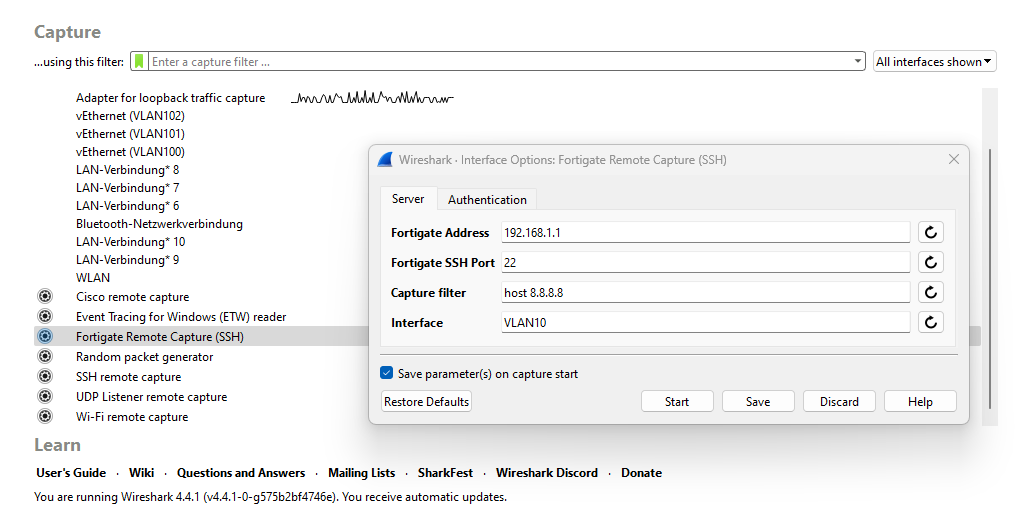 Capture
...using this filter: Enter a capture filter ... All interfaces shown
Adapter for loopback traffic capture
vEthernet (VLAN102)
vEthernet (VLAN101)
vEthernet (VLAN100)
LAN-Verbindung* 8
LAN-Verbindung* 7
LAN-Verbindung* 6
Bluetooth-Netzwerkverbindung
LAN-Verbindung* 10
LAN-Verbindung* 9
WLAN
Cisco remote capture
Event Tracing for Windows (ETW) reader
Fortigate Remote Capture (SSH)
Random packet generator
SSH remote capture
UDP Listener remote capture
Wi-Fi remote capture
Wireshark · Interface Options: Fortigate Remote Capture (SSH)
Server Authentication
Fortigate Address 192.168.1.1
Fortigate SSH Port 22
Capture filter host 8.8.8.8
Interface VLAN10
Save parameter(s) on capture start
Restore Defaults Start Save Discard Help
Learn
User's Guide · Wiki · Questions and Answers · Mailing Lists · SharkFest · Wireshark Discord · Donate
You are running Wireshark 4.4.1 (v4.4.1-0-g575b2bf4746e). You receive automatic updates.